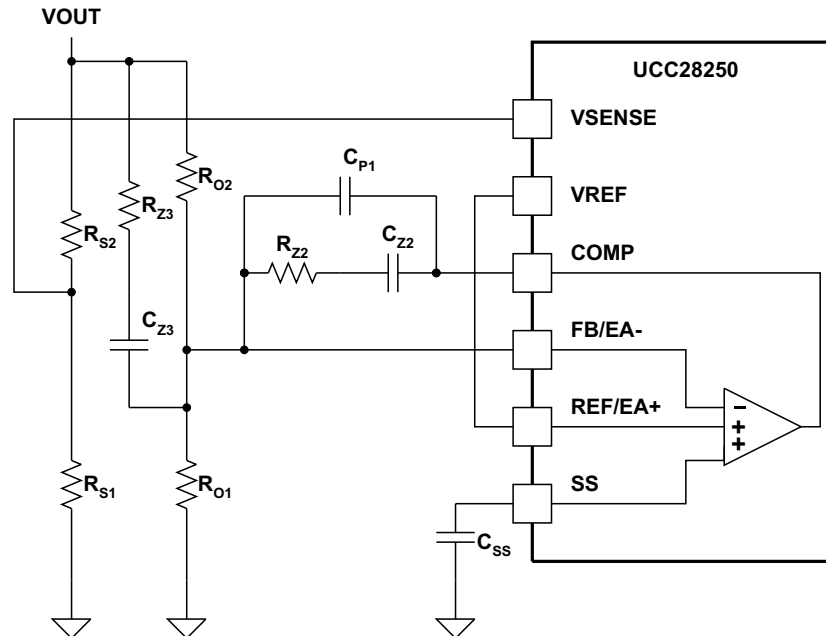 VOUT
UCC28250
VSENSE
CP1
RO2
VREF
RZ3
CZ2
RS2
RZ2
COMP
CZ3
FB/EA-
REF/EA+
−
+
+
RS1
RO1
SS
CSS